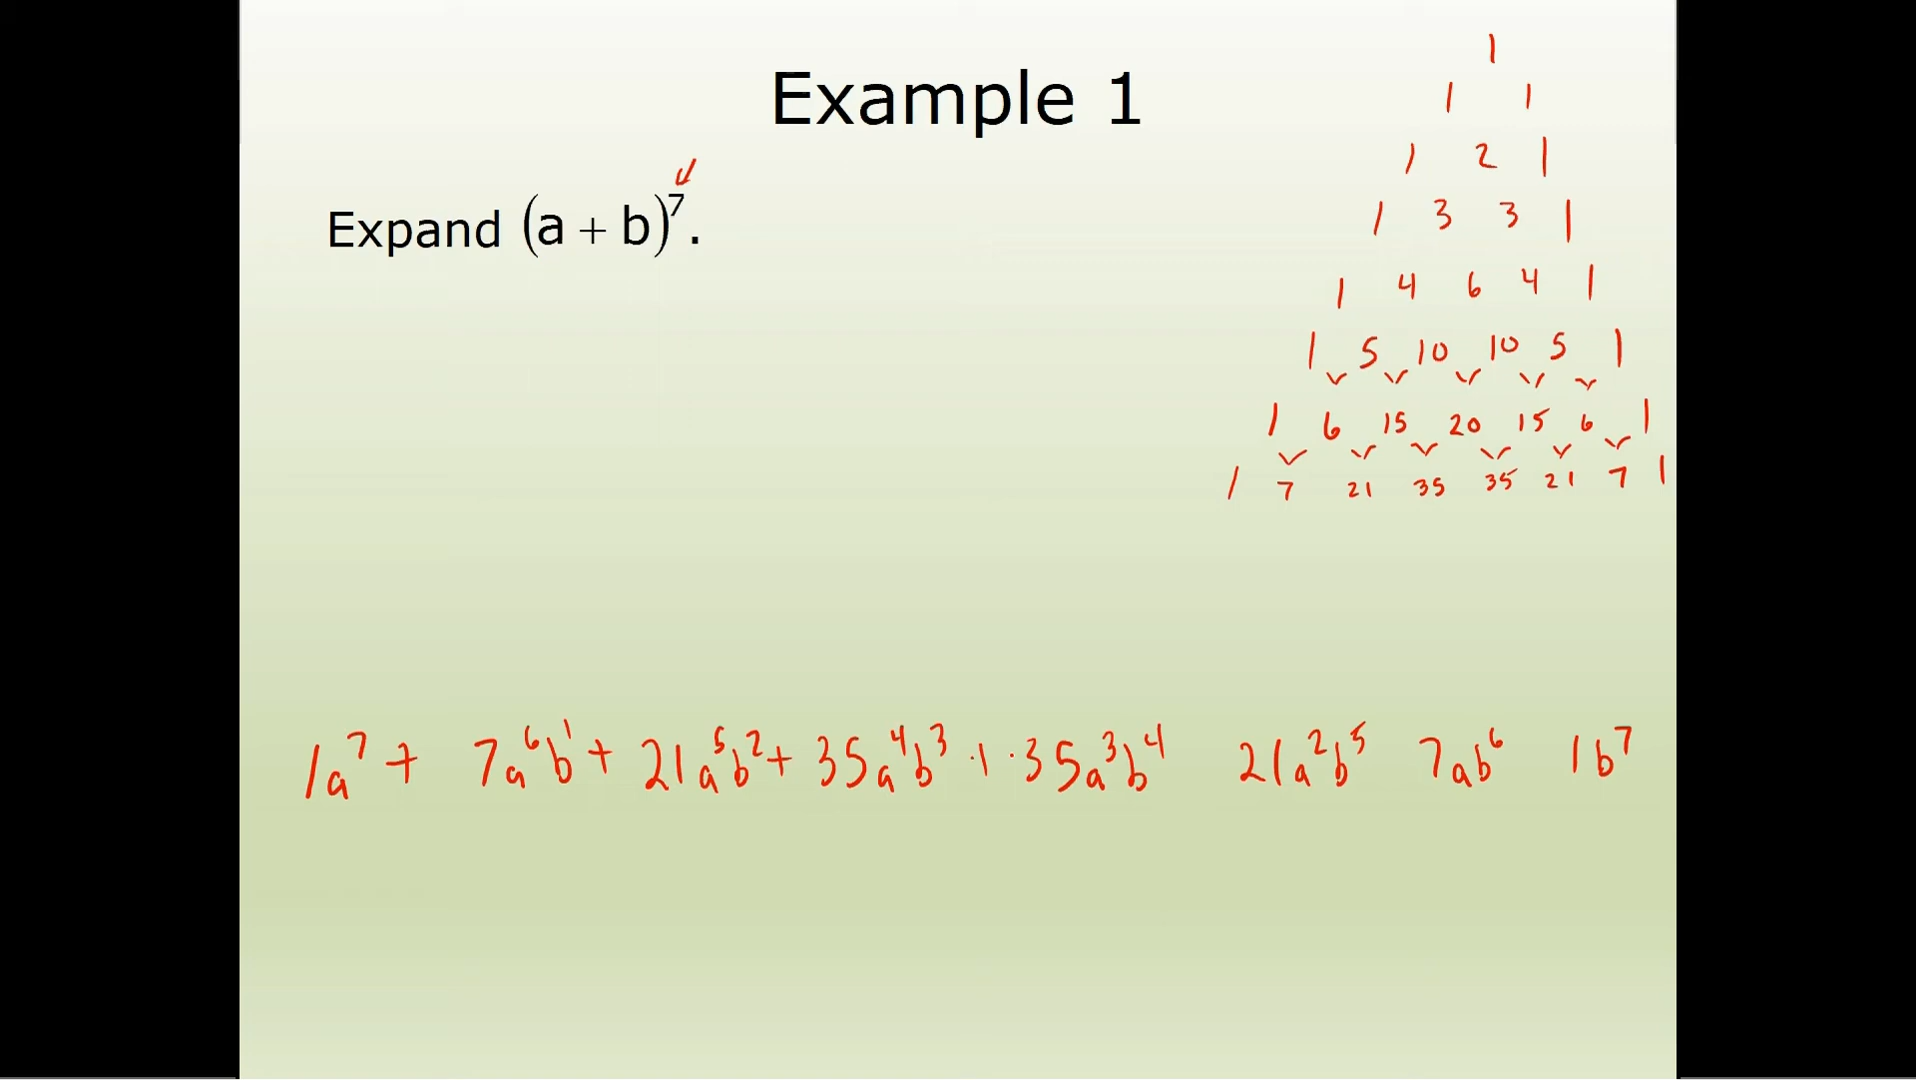 Example 1
Expand (a + b)⁷.
1
1 1
1 2 1
1 3 3 1
1 4 6 4 1
1 5 10 10 5 1
1 6 15 20 15 6 1
1 7 21 35 35 21 7 1
1a⁷ + 7a⁶b¹ + 21a⁵b² + 35a⁴b³ · 1 · 35a³b⁴ 21a²b⁵ 7ab⁶ 1b⁷